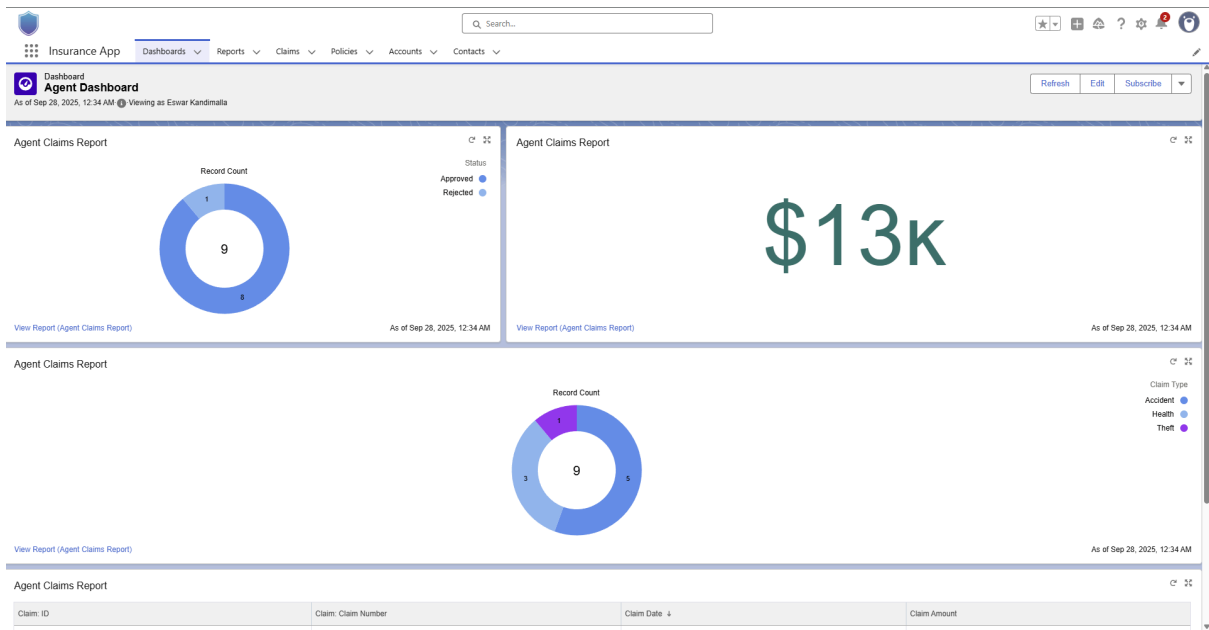 Search...
2
Insurance App
Dashboards
Reports
Claims
Policies
Accounts
Contacts
Dashboard
Agent Dashboard
As of Sep 28, 2025, 12:34 AM Viewing as Eswar Kandimalla
Refresh
Edit
Subscribe
Agent Claims Report
Record Count
Status
Approved
Rejected
1
9
8
View Report (Agent Claims Report)
As of Sep 28, 2025, 12:34 AM
Agent Claims Report
$13K
View Report (Agent Claims Report)
As of Sep 28, 2025, 12:34 AM
Agent Claims Report
Record Count
Claim Type
Accident
Health
Theft
1
9
3
5
View Report (Agent Claims Report)
As of Sep 28, 2025, 12:34 AM
Agent Claims Report
Claim: ID
Claim: Claim Number
Claim Date ↓
Claim Amount